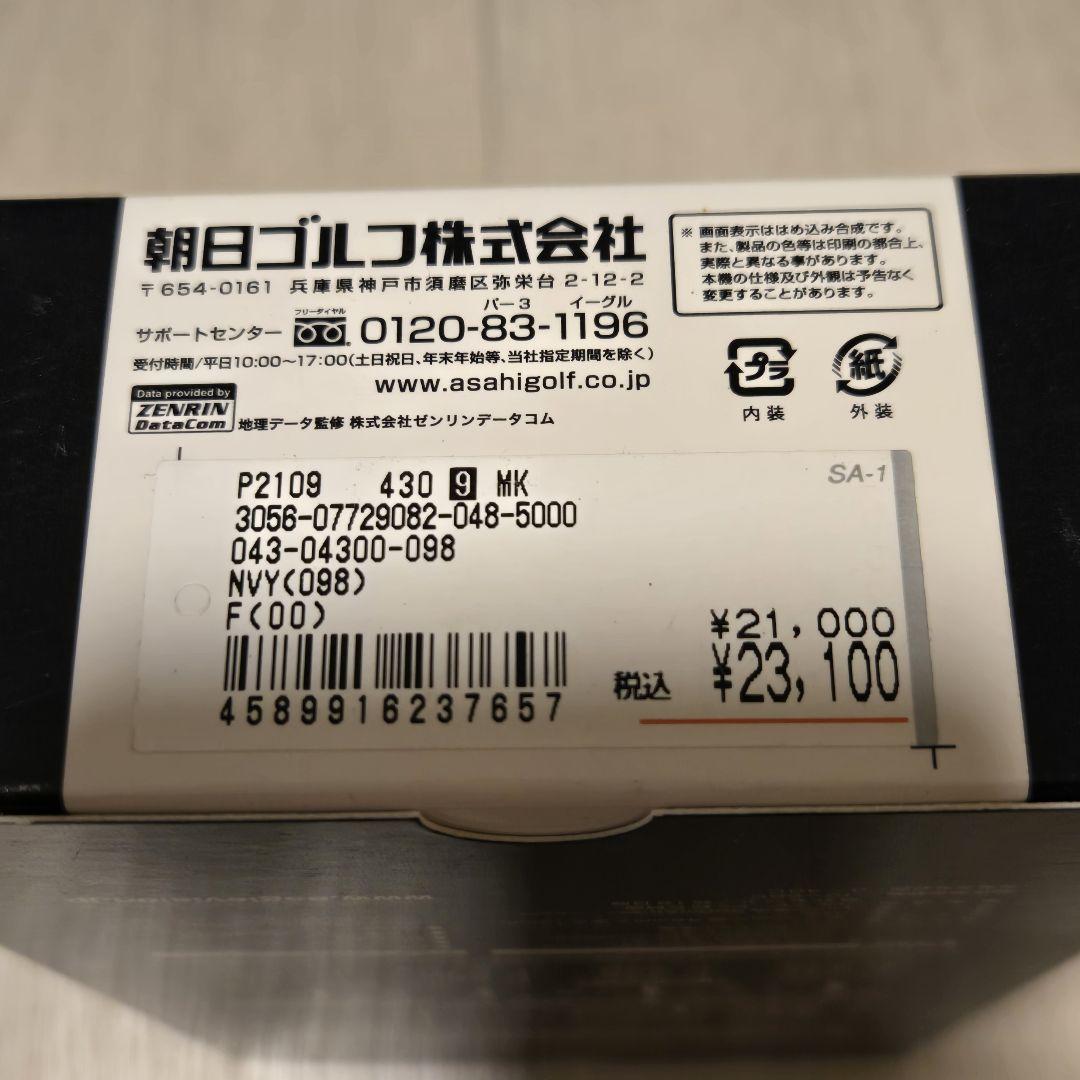 朝日ゴルフ株式会社
〒654-0161 兵庫県神戸市須磨区弥栄台 2-12-2
バー3 イーグル
サポートセンター フリーダイヤル 0120-83-1196
受付時間/平日10:00～17:00(土日祝日、年末年始等、当社指定期間を除く)
www.asahigolf.co.jp
Data provided by
ZENRIN
DataCom 地理データ監修 株式会社ゼンリンデータコム
※ 画面表示ははめ込み合成です。
また、製品の色等は印刷の都合上、
実際と異なる事があります。
本機の仕様及び外観は予告なく
変更することがあります。
プラ 紙
内装 外装
SA-1
P2109 430 9 MK
3056-07729082-048-5000
043-04300-098
NVY(098)
F(00)
¥21,000
税込 ¥23,100
4589916237657